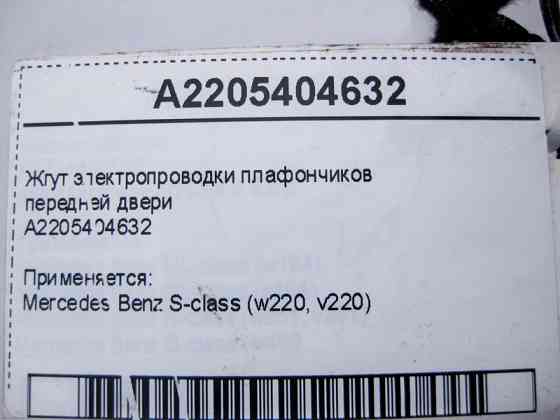 A2205404632
Жгут электропроводки плафончиков
передней двери
A2205404632
Применяется:
Mercedes Benz S-class (w220, v220)